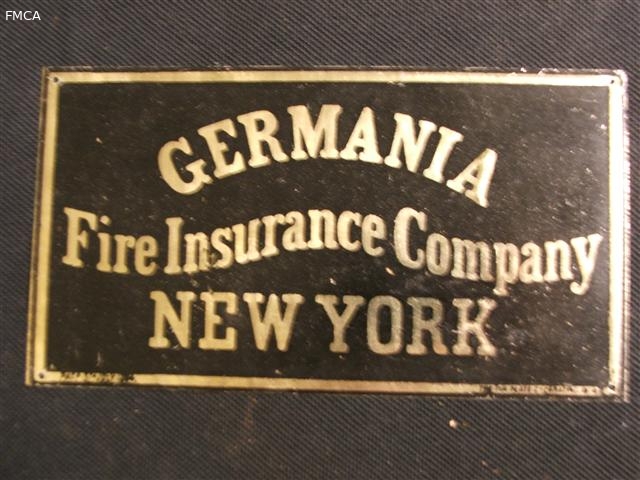 FMCA
GERMANIA
Fire Insurance Company
NEW YORK